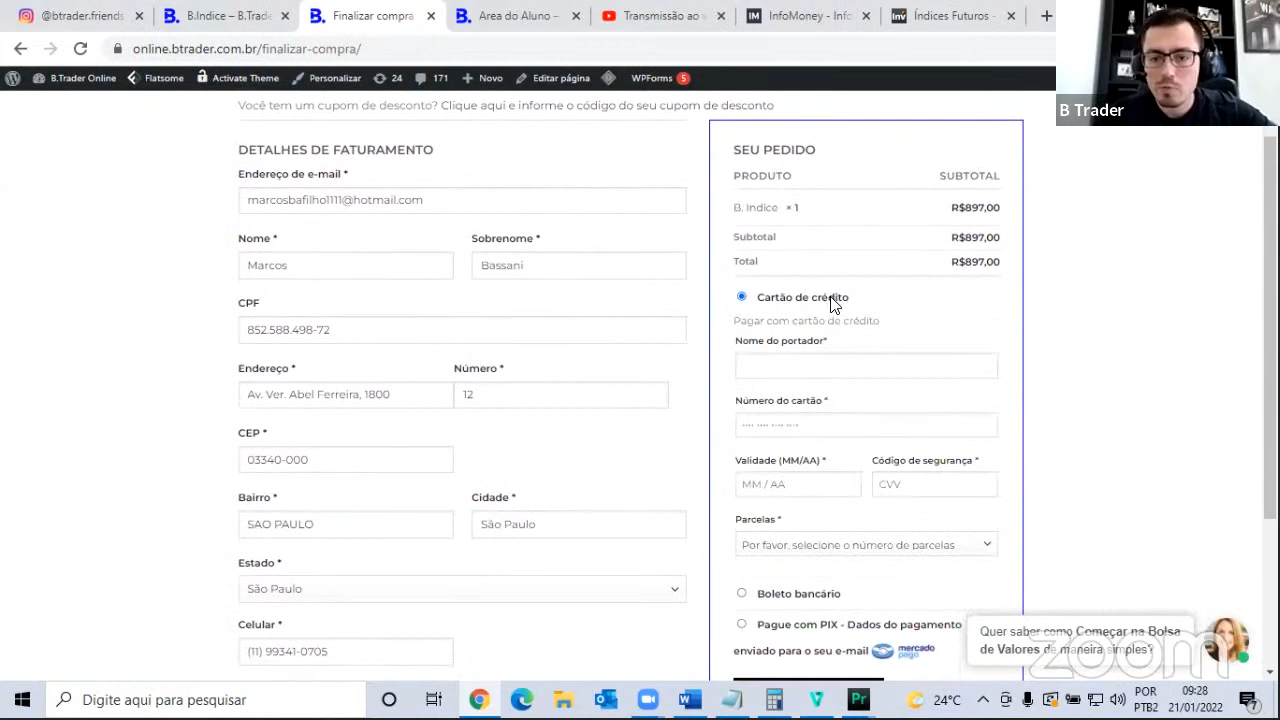 @btrader.friends
B.Índice – B.Trade
Finalizar compra
Área do Aluno –
Transmissão ao v
InfoMoney - Info
Índices Futuros -
online.btrader.com.br/finalizar-compra/
B.Trader Online
Flatsome
Activate Theme
Personalizar
24
171
Novo
Editar página
WPForms
5
B Trader
Você tem um cupom de desconto? Clique aqui e informe o código do seu cupom de desconto
DETALHES DE FATURAMENTO
Endereço de e-mail *
marcosbafilho1111@hotmail.com
Nome *
Sobrenome *
Marcos
Bassani
CPF
852.588.498-72
Endereço *
Número *
Av. Ver. Abel Ferreira, 1800
12
CEP *
03340-000
Bairro *
Cidade *
SAO PAULO
São Paulo
Estado *
São Paulo
Celular *
(11) 99341-0705
SEU PEDIDO
PRODUTO
SUBTOTAL
B. Indice × 1
R$897,00
Subtotal
R$897,00
Total
R$897,00
Cartão de crédito
Pagar com cartão de crédito
Nome do portador*
Número do cartão *
Validade (MM/AA) *
Código de segurança *
MM / AA
CVV
Parcelas *
Por favor, selecione o número de parcelas
Boleto bancário
Pague com PIX - Dados do pagamento
enviado para o seu e-mail
mercado
pago
Quer saber como Começar na Bolsa
de Valores de maneira simples?
zoom
Digite aqui para pesquisar
24°C
POR
PTB2
09:28
21/01/2022
7